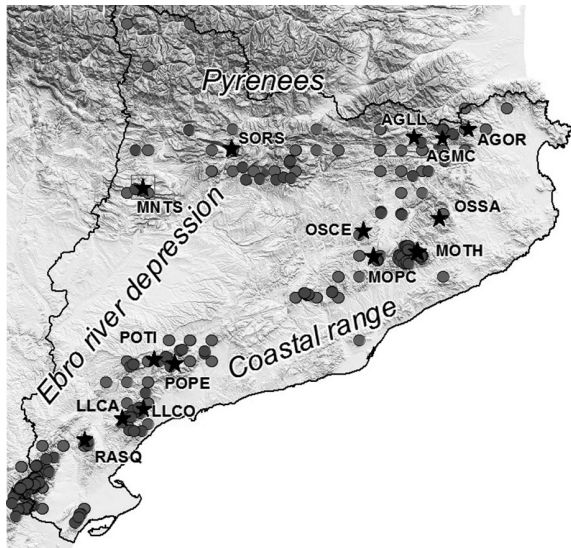 Pyrenees
AGLL
AGOR
SORS
AGMC
MNTS
OSSA
OSCE
MOTH
MOPC
Ebro river depression
Coastal range
POTI
POPE
LLCA
LLCO
RASQ